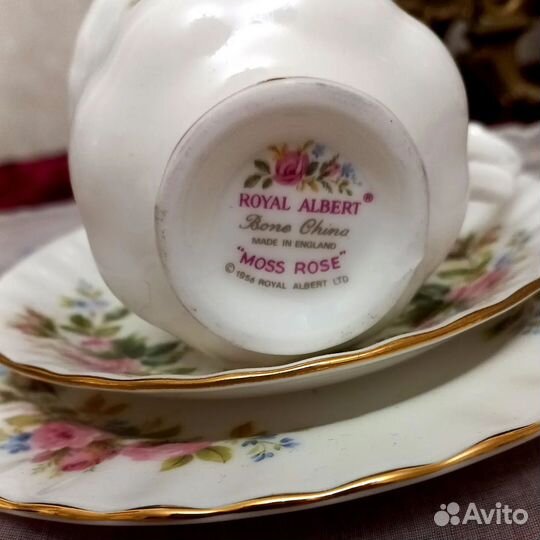 ROYAL ALBERT®
Bone China
MADE IN ENGLAND
"MOSS ROSE"
© 1956 ROYAL ALBERT LTD
Avito